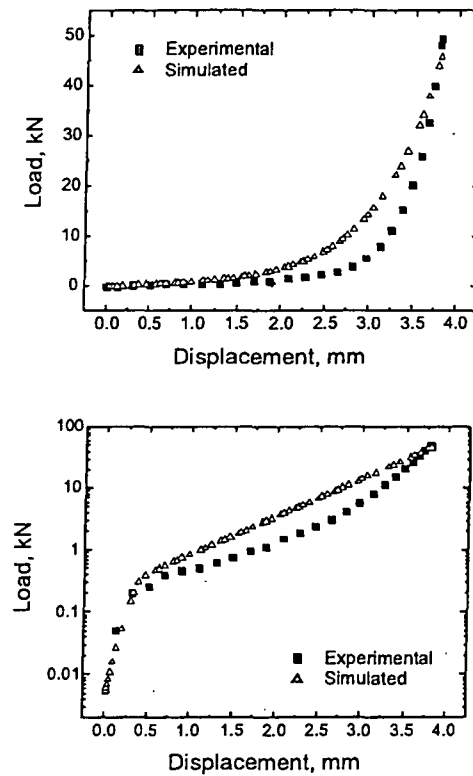 50
40
30
20
10
0
Load, kN
Experimental
Simulated
0.0 0.5 1.0 1.5 2.0 2.5 3.0 3.5 4.0
Displacement, mm
100
10
1
0.1
0.01
Load, kN
Experimental
Simulated
0.0 0.5 1.0 1.5 2.0 2.5 3.0 3.5 4.0
Displacement, mm